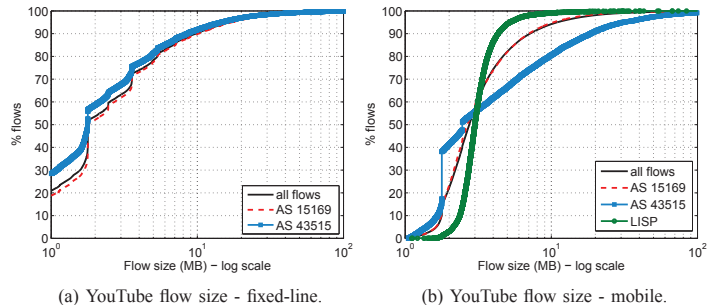 100
90
80
70
60
50
40
30
20
10
0
% flows
10^0
10^1
10^2
Flow size (MB) − log scale
all flows
AS 15169
AS 43515
(a) YouTube flow size - fixed-line.
100
90
80
70
60
50
40
30
20
10
0
% flows
10^0
10^1
10^2
Flow size (MB) − log scale
all flows
AS 15169
AS 43515
LISP
(b) YouTube flow size - mobile.